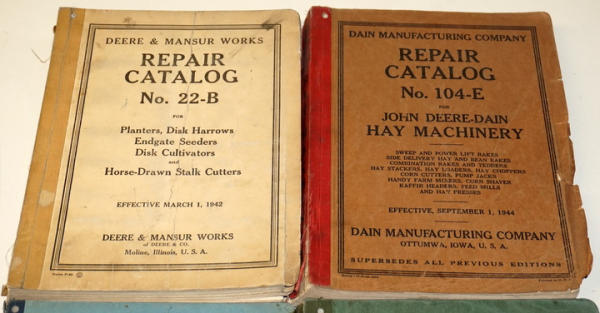 DEERE & MANSUR WORKS
REPAIR
CATALOG
No. 22-B
FOR
Planters, Disk Harrows
Endgate Seeders
Disk Cultivators
and
Horse-Drawn Stalk Cutters
EFFECTIVE MARCH 1, 1942
DEERE & MANSUR WORKS
of DEERE & CO.
Moline, Illinois, U. S. A.
DAIN MANUFACTURING COMPANY
REPAIR
CATALOG
No. 104-E
FOR
JOHN DEERE-DAIN
HAY MACHINERY
SWEEP AND POWER LIFT RAKES
SIDE DELIVERY HAY AND BEAN RAKES
COMBINATION RAKES AND TEDDERS
HAY STACKERS, HAY LOADERS, HAY CHOPPERS
CORN CUTTERS, PUMP JACKS
HANDY FARM MIXERS, CORN SHAVER
KAFFIR HEADERS, FEED MILLS
AND HAY PRESSES
EFFECTIVE, SEPTEMBER 1, 1944
DAIN MANUFACTURING COMPANY
OTTUMWA, IOWA, U. S. A.
SUPERSEDES ALL PREVIOUS EDITIONS